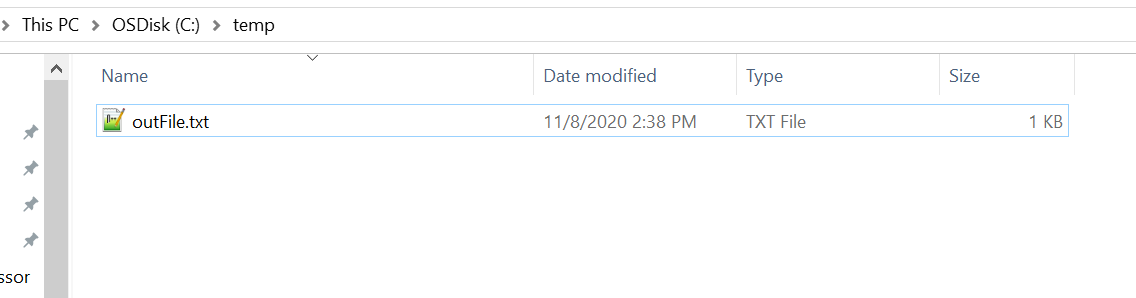 This PC > OSDisk (C:) > temp
Name Date modified Type Size
outFile.txt 11/8/2020 2:38 PM TXT File 1 KB
ssor